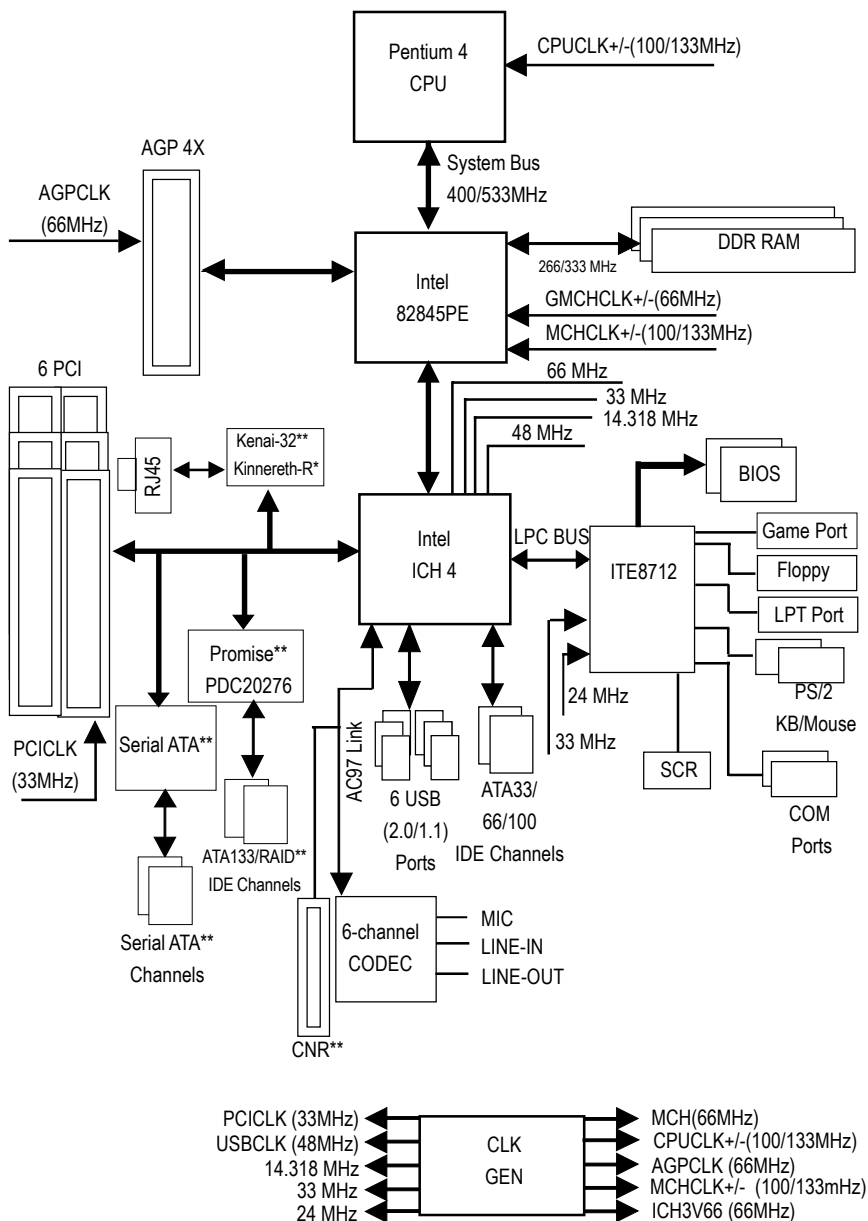 Pentium 4
CPU
CPUCLK+/-(100/133MHz)
AGP 4X
System Bus
400/533MHz
AGPCLK
(66MHz)
DDR RAM
266/333 MHz
Intel
82845PE
GMCHCLK+/-(66MHz)
MCHCLK+/-(100/133MHz)
6 PCI
66 MHz
33 MHz
14.318 MHz
48 MHz
RJ45
Kenai-32**
Kinnereth-R*
BIOS
Intel
ICH 4
LPC BUS
ITE8712
Game Port
Floppy
LPT Port
PS/2
KB/Mouse
Promise**
PDC20276
24 MHz
33 MHz
PCICLK
(33MHz)
Serial ATA**
AC97 Link
SCR
COM
Ports
6 USB
(2.0/1.1)
Ports
ATA33/
66/100
IDE Channels
ATA133/RAID**
IDE Channels
Serial ATA**
Channels
6-channel
CODEC
MIC
LINE-IN
LINE-OUT
CNR**
CLK
GEN
PCICLK (33MHz)
USBCLK (48MHz)
14.318 MHz
33 MHz
24 MHz
MCH(66MHz)
CPUCLK+/-(100/133MHz)
AGPCLK (66MHz)
MCHCLK+/- (100/133mHz)
ICH3V66 (66MHz)